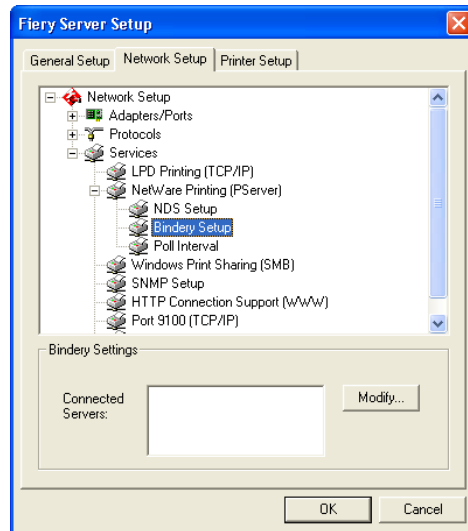 Fiery Server Setup
General Setup Network Setup Printer Setup
Network Setup
Adapters/Ports
Protocols
Services
LPD Printing (TCP/IP)
NetWare Printing (PServer)
NDS Setup
Bindery Setup
Poll Interval
Windows Print Sharing (SMB)
SNMP Setup
HTTP Connection Support (WWW)
Port 9100 (TCP/IP)
Bindery Settings
Connected Servers:
Modify...
OK Cancel